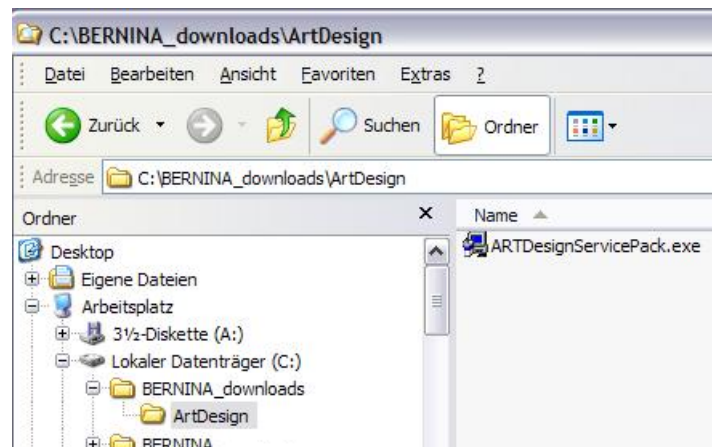 C:\BERNINA_downloads\ArtDesign
Datei Bearbeiten Ansicht Favoriten Extras ?
Zurück Suchen Ordner
Adresse C:\BERNINA_downloads\ArtDesign
Ordner x Name
Desktop ARTDesignServicePack.exe
Eigene Dateien
Arbeitsplatz
3½-Diskette (A:)
Lokaler Datenträger (C:)
BERNINA_downloads
ArtDesign
BERNINA